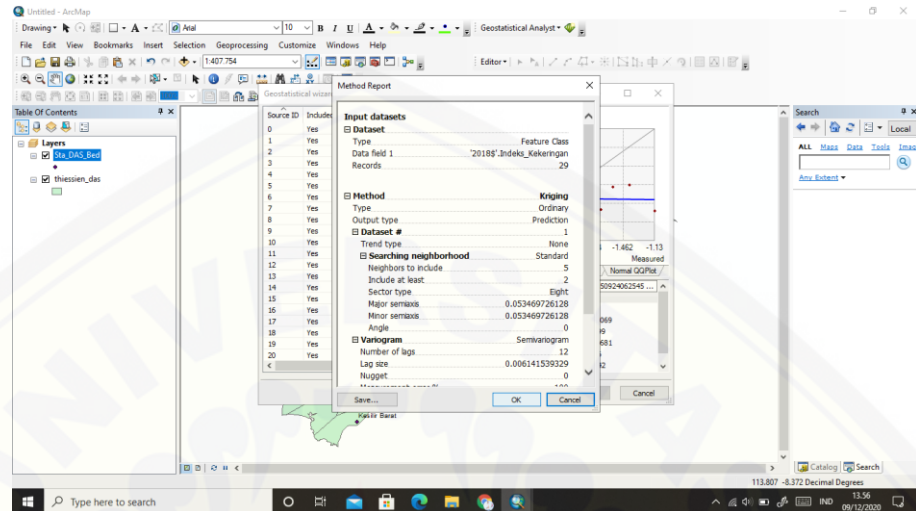 Untitled - ArcMap
Drawing Arial 10 B I U A Geostatistical Analyst
File Edit View Bookmarks Insert Selection Geoprocessing Customize Windows Help
1:407.754 Editor
Table Of Contents
Layers
Sta_DAS_Bed
thiessien_das
Geostatistical wizard
Source ID Included
0 Yes
1 Yes
2 Yes
3 Yes
4 Yes
5 Yes
6 Yes
7 Yes
8 Yes
9 Yes
10 Yes
11 Yes
12 Yes
13 Yes
14 Yes
15 Yes
16 Yes
17 Yes
18 Yes
19 Yes
20 Yes
Method Report
Input datasets
Dataset
Type Feature Class
Data field 1 '2018$'.Indeks_Kekeringan
Records 29
Method Kriging
Type Ordinary
Output type Prediction
Dataset # 1
Trend type None
Searching neighborhood Standard
Neighbors to include 5
Include at least 2
Sector type Eight
Major semiaxis 0.053469726128
Minor semiaxis 0.053469726128
Angle 0
Variogram Semivariogram
Number of lags 12
Lag size 0.006141539329
Nugget 0
Save... OK Cancel
-1.462 -1.13
Measured
Normal QQPlot
50924062545 ...
069
681
Cancel
Kesilir Barat
Search
Local
ALL Maps Data Tools Imag
Any Extent
Catalog Search
113.807 -8.372 Decimal Degrees
Type here to search
IND
13.56
09/12/2020